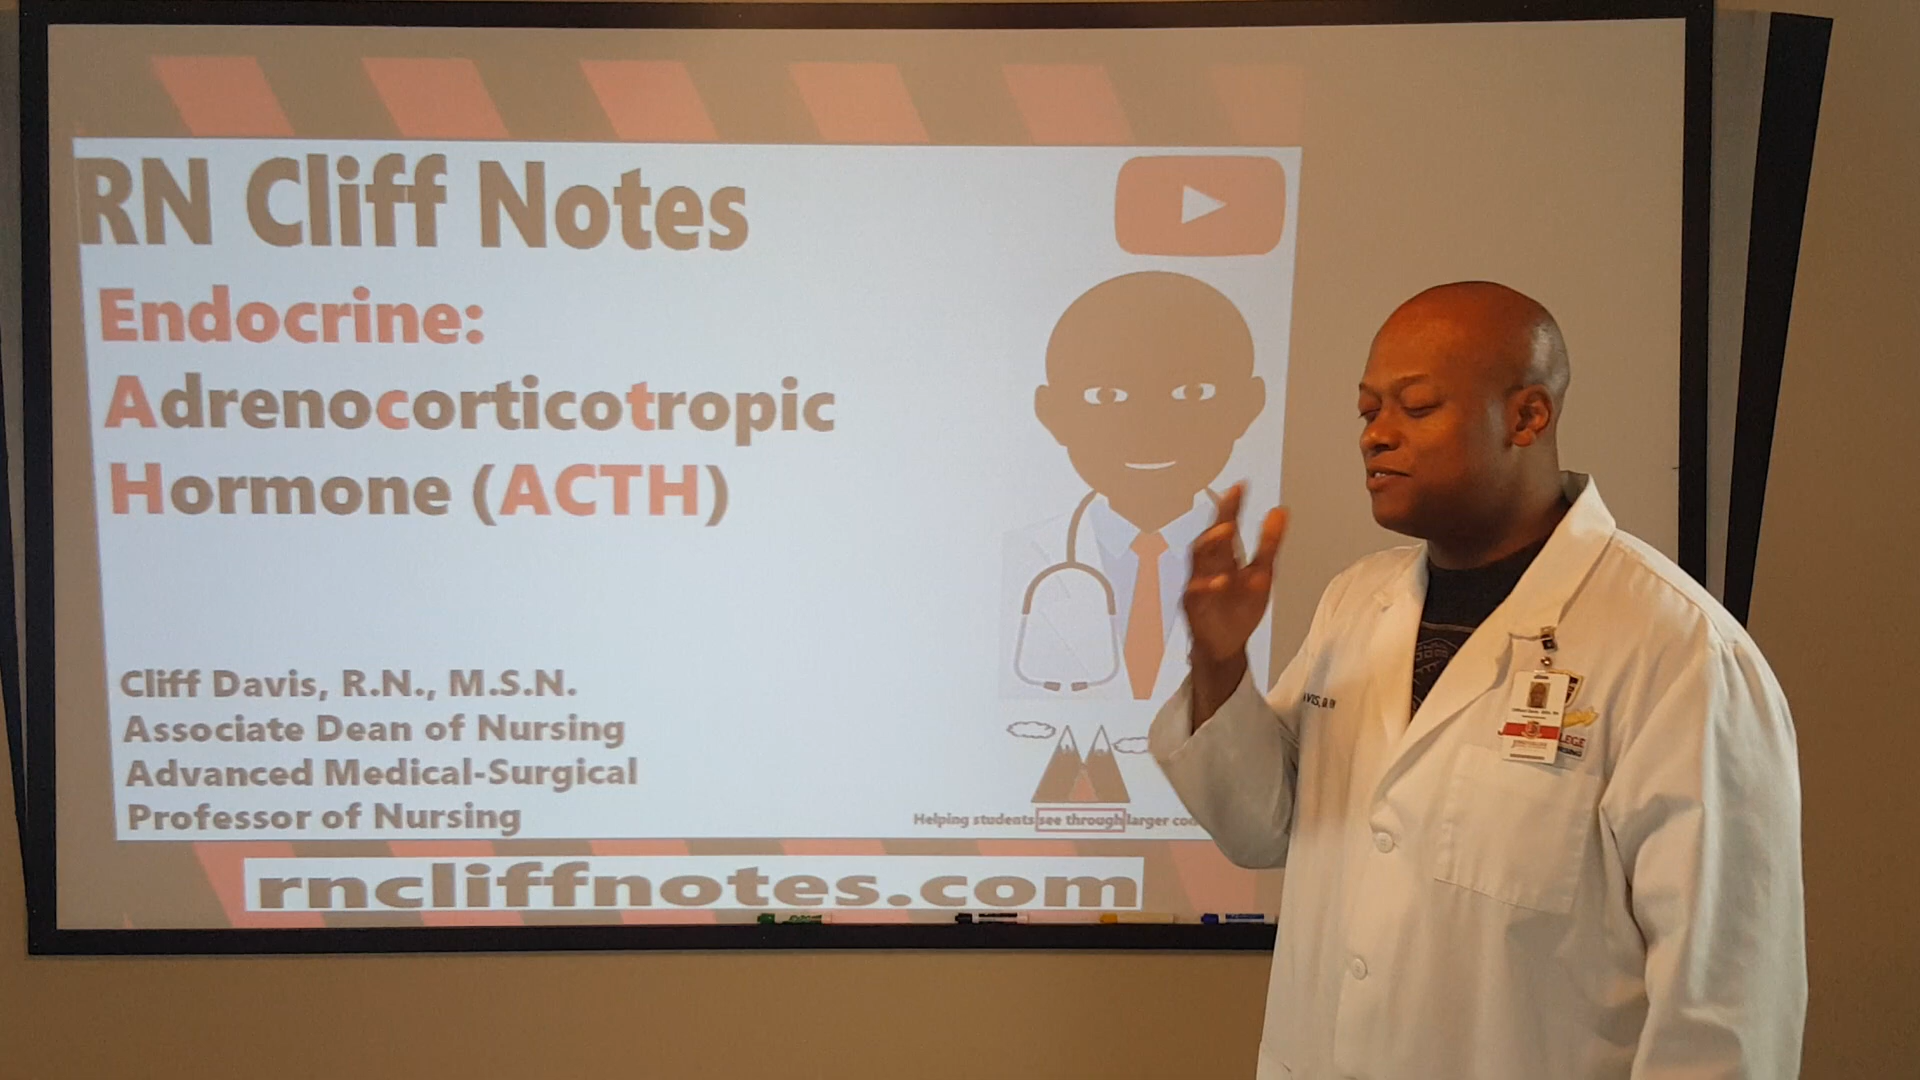 RN Cliff Notes
Endocrine:
Adrenocorticotropic
Hormone (ACTH)
Cliff Davis, R.N., M.S.N.
Associate Dean of Nursing
Advanced Medical-Surgical
Professor of Nursing
Helping students see through larger
rncliffnotes.com